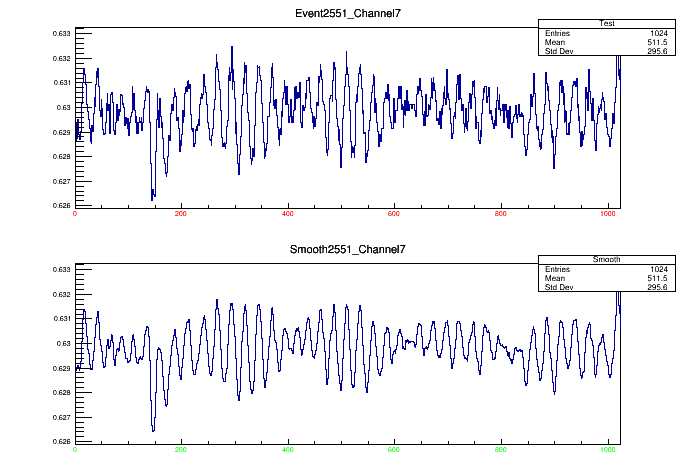 Event2551_Channel7
Test
Entries 1024
Mean 511.5
Std Dev 295.6
0.633
0.632
0.631
0.63
0.629
0.628
0.627
0.626
0 200 400 600 800 1000
Smooth2551_Channel7
Smooth
Entries 1024
Mean 511.5
Std Dev 295.6
0.633
0.632
0.631
0.63
0.629
0.628
0.627
0.626
0 200 400 600 800 1000